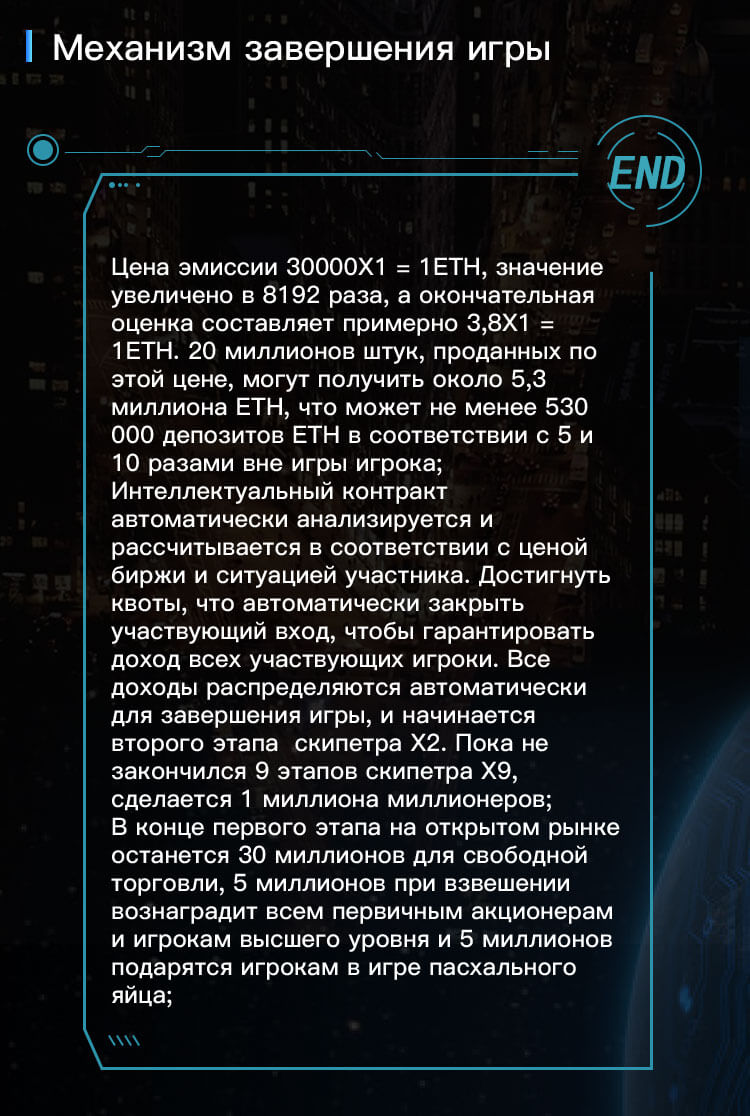 Механизм завершения игры
END
Цена эмиссии 30000X1 = 1ETH, значение
увеличено в 8192 раза, а окончательная
оценка составляет примерно 3,8X1 =
1ETH. 20 миллионов штук, проданных по
этой цене, могут получить около 5,3
миллиона ETH, что может не менее 530
000 депозитов ETH в соответствии с 5 и
10 разами вне игры игрока;
Интеллектуальный контракт
автоматически анализируется и
рассчитывается в соответствии с ценой
биржи и ситуацией участника. Достигнуть
квоты, что автоматически закрыть
участвующий вход, чтобы гарантировать
доход всех участвующих игроки. Все
доходы распределяются автоматически
для завершения игры, и начинается
второго этапа  скипетра X2. Пока не
закончился 9 этапов скипетра X9,
сделается 1 миллиона миллионеров;
В конце первого этапа на открытом рынке
останется 30 миллионов для свободной
торговли, 5 миллионов при взвешении
вознаградит всем первичным акционерам
и игрокам высшего уровня и 5 миллионов
подарятся игрокам в игре пасхального
яйца;